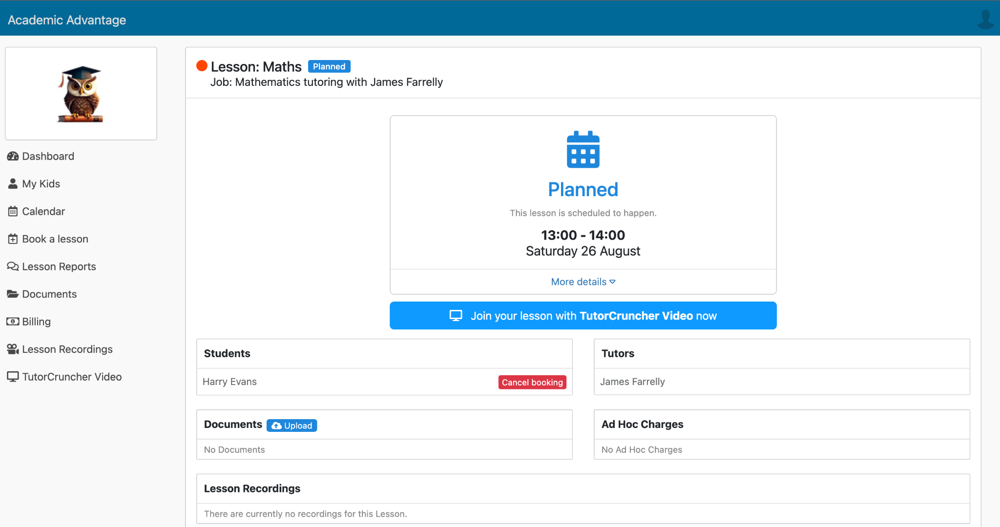 Academic Advantage
Dashboard
My Kids
Calendar
Book a lesson
Lesson Reports
Documents
Billing
Lesson Recordings
TutorCruncher Video
Lesson: Maths Planned
Job: Mathematics tutoring with James Farrelly
Planned
This lesson is scheduled to happen.
13:00 - 14:00
Saturday 26 August
More details
Join your lesson with TutorCruncher Video now
Students
Harry Evans Cancel booking
Tutors
James Farrelly
Documents Upload
No Documents
Ad Hoc Charges
No Ad Hoc Charges
Lesson Recordings
There are currently no recordings for this Lesson.